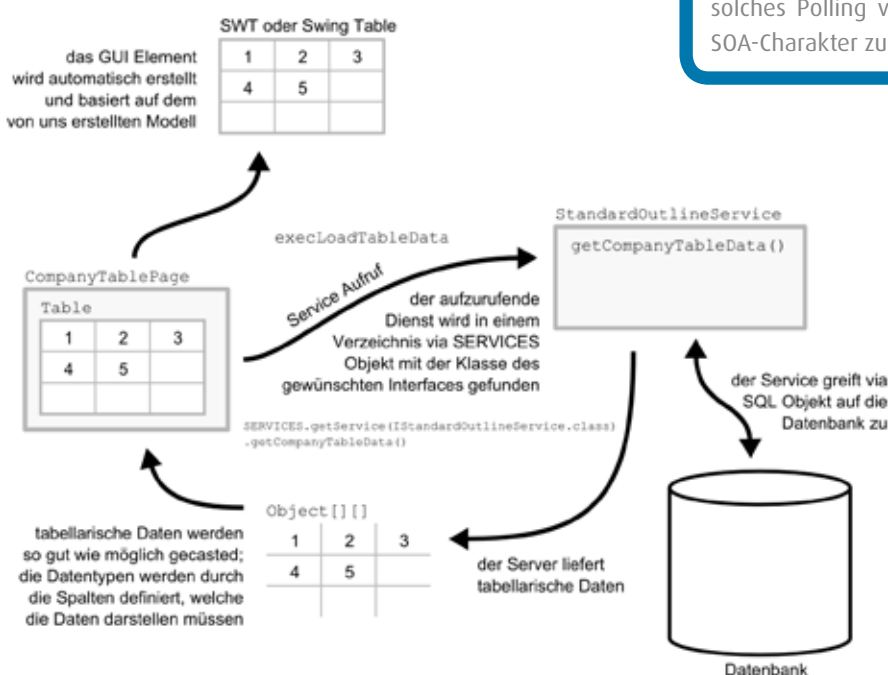 solches Polling
SOA-Charakter zu
SWT oder Swing Table
1 2 3
4 5
das GUI Element
wird automatisch erstellt
und basiert auf dem
von uns erstellten Modell
execLoadTableData
Service Aufruf
StandardOutlineService
getCompanyTableData()
CompanyTablePage
Table
1 2 3
4 5
der aufzurufende
Dienst wird in einem
Verzeichnis via SERVICES
Objekt mit der Klasse des
gewünschten Interfaces gefunden
SERVICES.getService(IStandardOutlineService.class)
.getCompanyTableData()
der Service greift via
SQL Objekt auf die
Datenbank zu
Object[][]
1 2 3
4 5
tabellarische Daten werden
so gut wie möglich gecasted;
die Datentypen werden durch
die Spalten definiert, welche
die Daten darstellen müssen
der Server liefert
tabellarische Daten
Datenbank